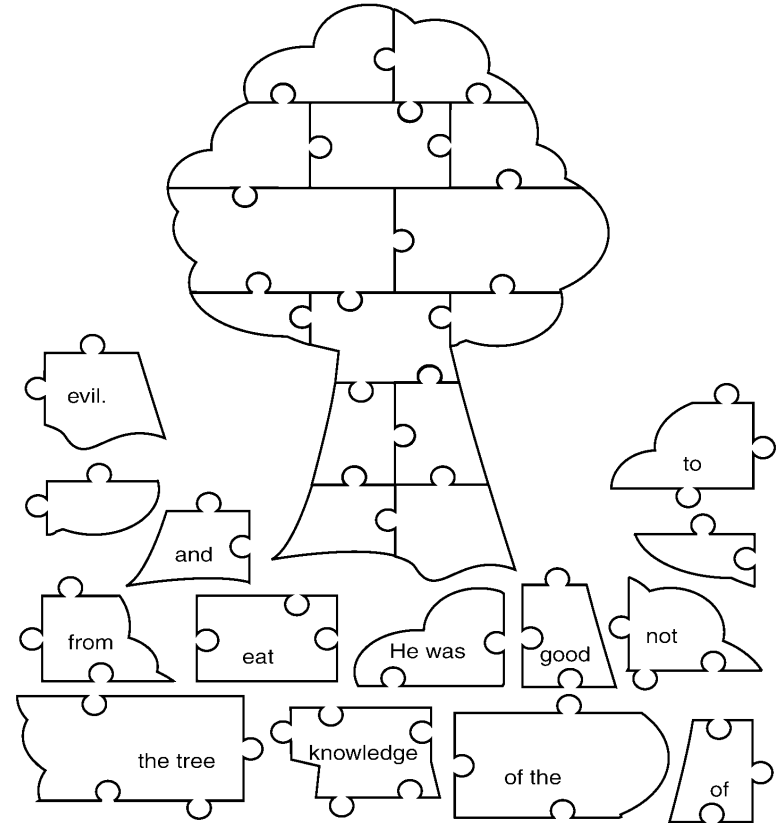 evil.
to
and
from
eat
He was
good
not
the tree
knowledge
of the
of